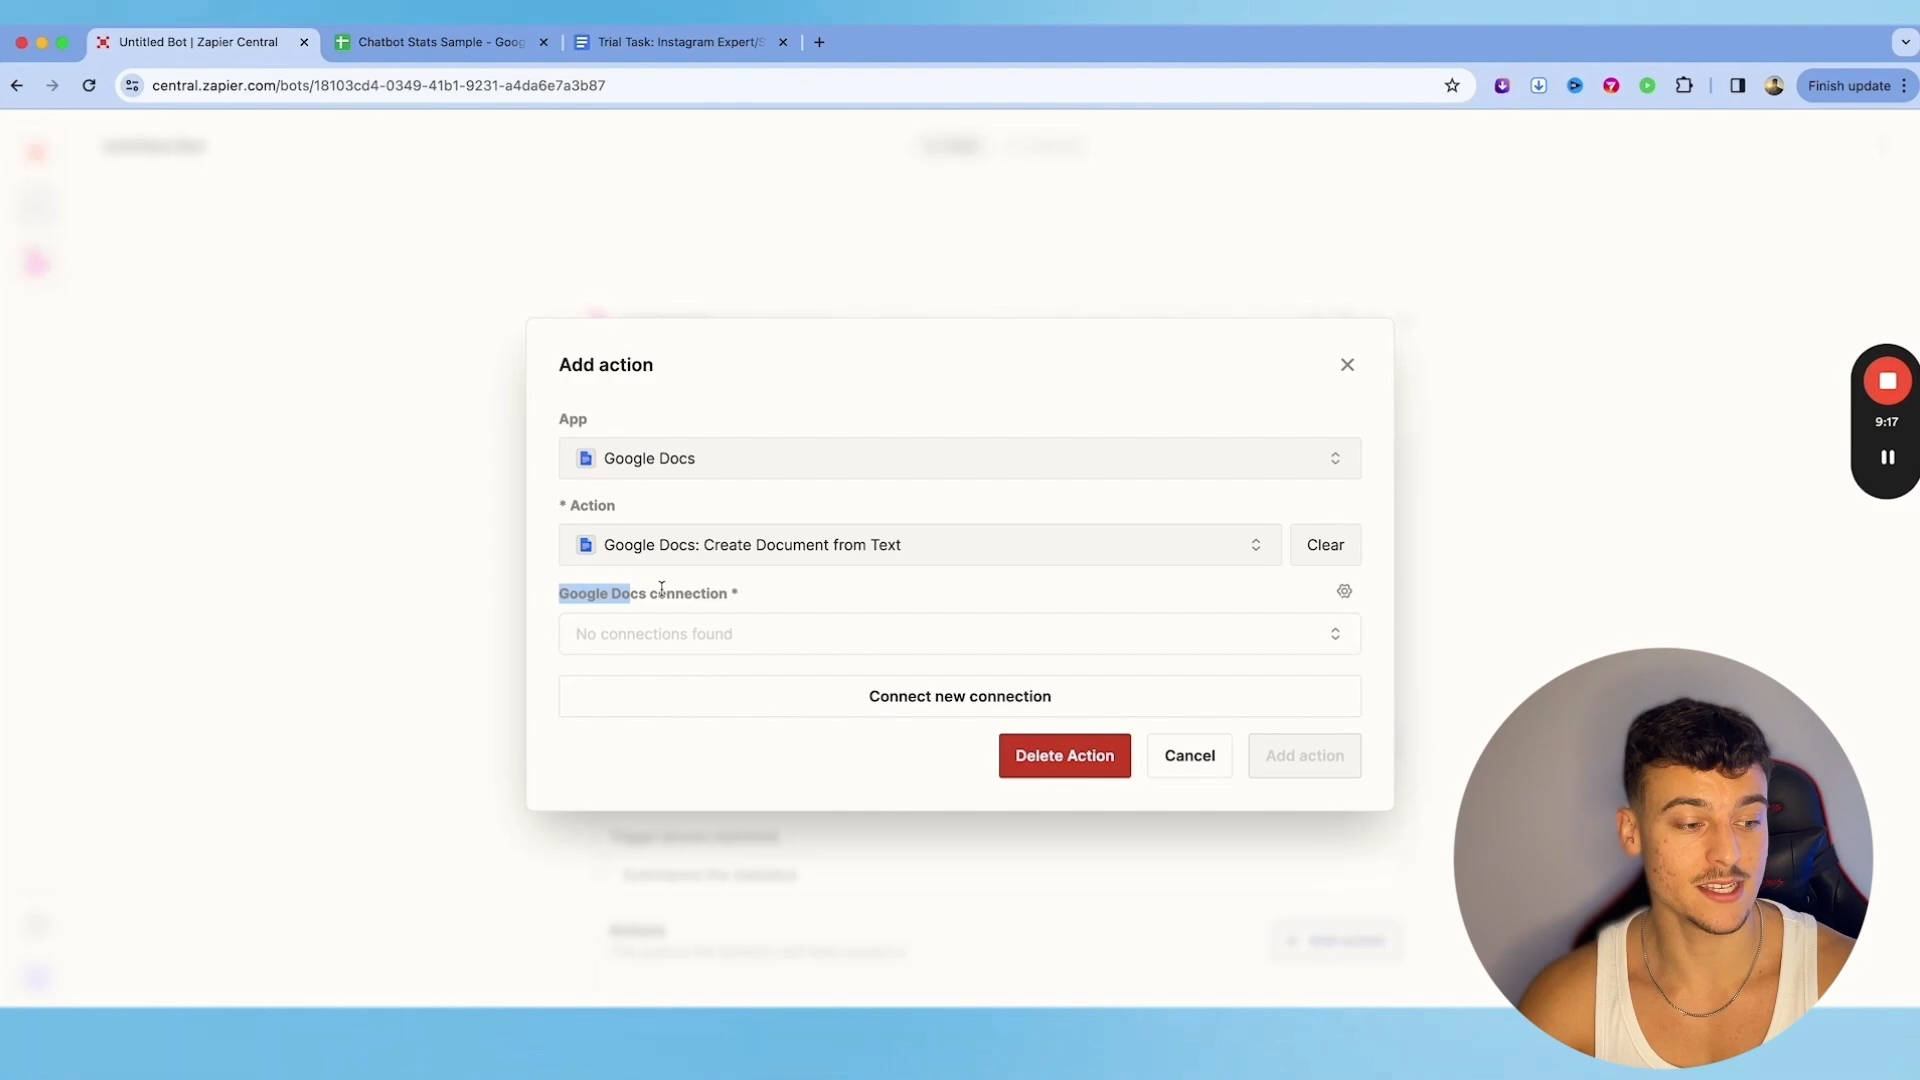 Untitled Bot | Zapier Central
Chatbot Stats Sample - Goog
Trial Task: Instagram Expert/S
central.zapier.com/bots/18103cd4-0349-41b1-9231-a4da6e7a3b87
Finish update
Add action
App
Google Docs
* Action
Google Docs: Create Document from Text
Clear
Google Docs connection *
No connections found
Connect new connection
Delete Action
Cancel
Add action
9:17